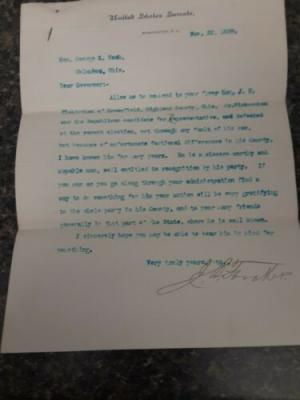 United States Senate,
WASHINGTON, D.C.
Nov. 22, 1899.
Hon. George K. Nash,
Columbus, Ohio.
Dear Governor:-
Allow me to commend to your favor Hon. J. B.
of Greenfield, Highland County, Ohio. Mr.
was the Republican candidate for Representative, and defeated
at the recent election, not through any fault of his own,
but because of unfortunate factional differences in his County.
I have known him for many years. He is a sincere worthy and
capable man, well entitled to recognition by his party. If
you can as you go along through your administration find a
way to do something for him your action will be very gratifying
to the whole party in his County, and to your many friends
generally in that part of the State, where he is well known.
I sincerely hope you may be able to bear him in mind for
something.
Very truly yours,
J. B. Foraker